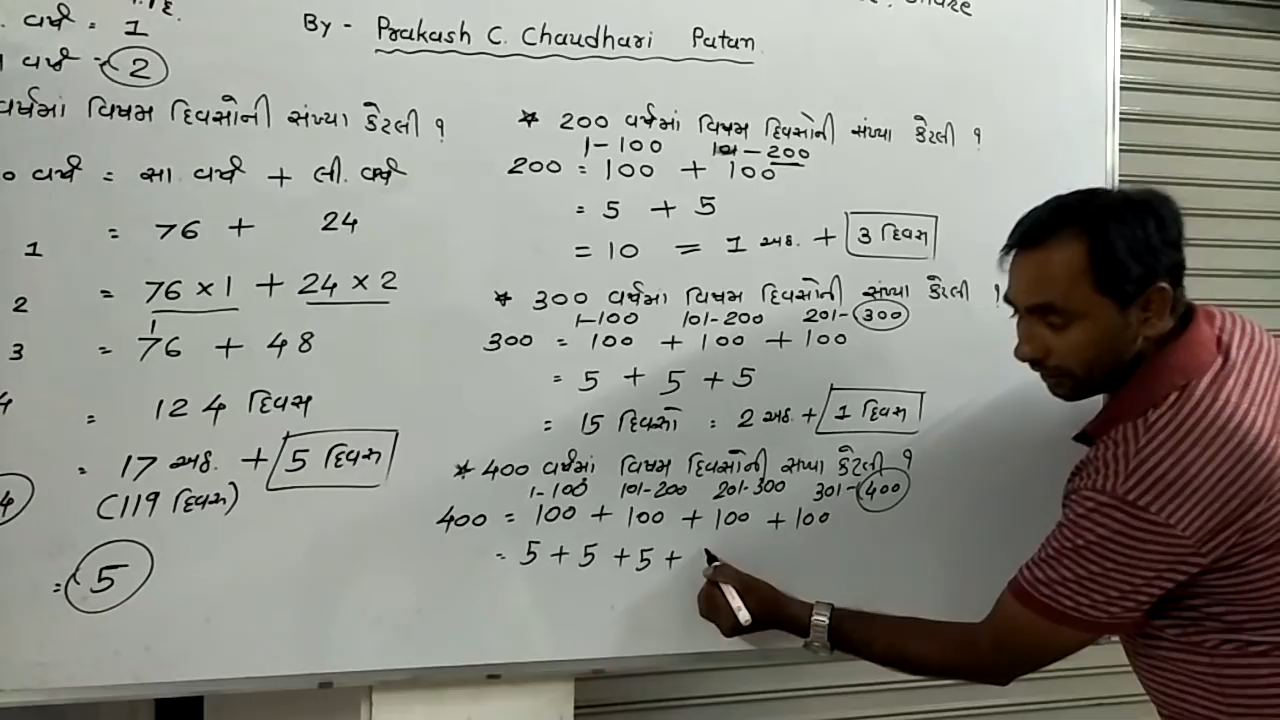 વર્ષ = 1
By - Prakash C. Chaudhari Patan
વર્ષ = 2
વર્ષમાં વિષમ દિવસોની સંખ્યા કેટલી ?
૦ વર્ષ = સા. વર્ષ + લી. વર્ષ
= 76 + 24
1
= 76 × 1 + 24 × 2
2
= 76 + 48
3
= 124 દિવસ
4
= 17 અઠ. + 5 દિવસ
(119 દિવસ)
4
= 5
* 200 વર્ષમાં વિષમ દિવસોની સંખ્યા કેટલી ?
1-100 101-200
200 = 100 + 100
= 5 + 5
= 10 = 1 અઠ. + 3 દિવસ
* 300 વર્ષમાં વિષમ દિવસોની સંખ્યા કેટલી ?
1-100 101-200 201-300
300 = 100 + 100 + 100
= 5 + 5 + 5
= 15 દિવસો = 2 અઠ. + 1 દિવસ
* 400 વર્ષમાં વિષમ દિવસોની સંખ્યા કેટલી ?
1-100 101-200 201-300 301-400
400 = 100 + 100 + 100 + 100
= 5 + 5 + 5 +